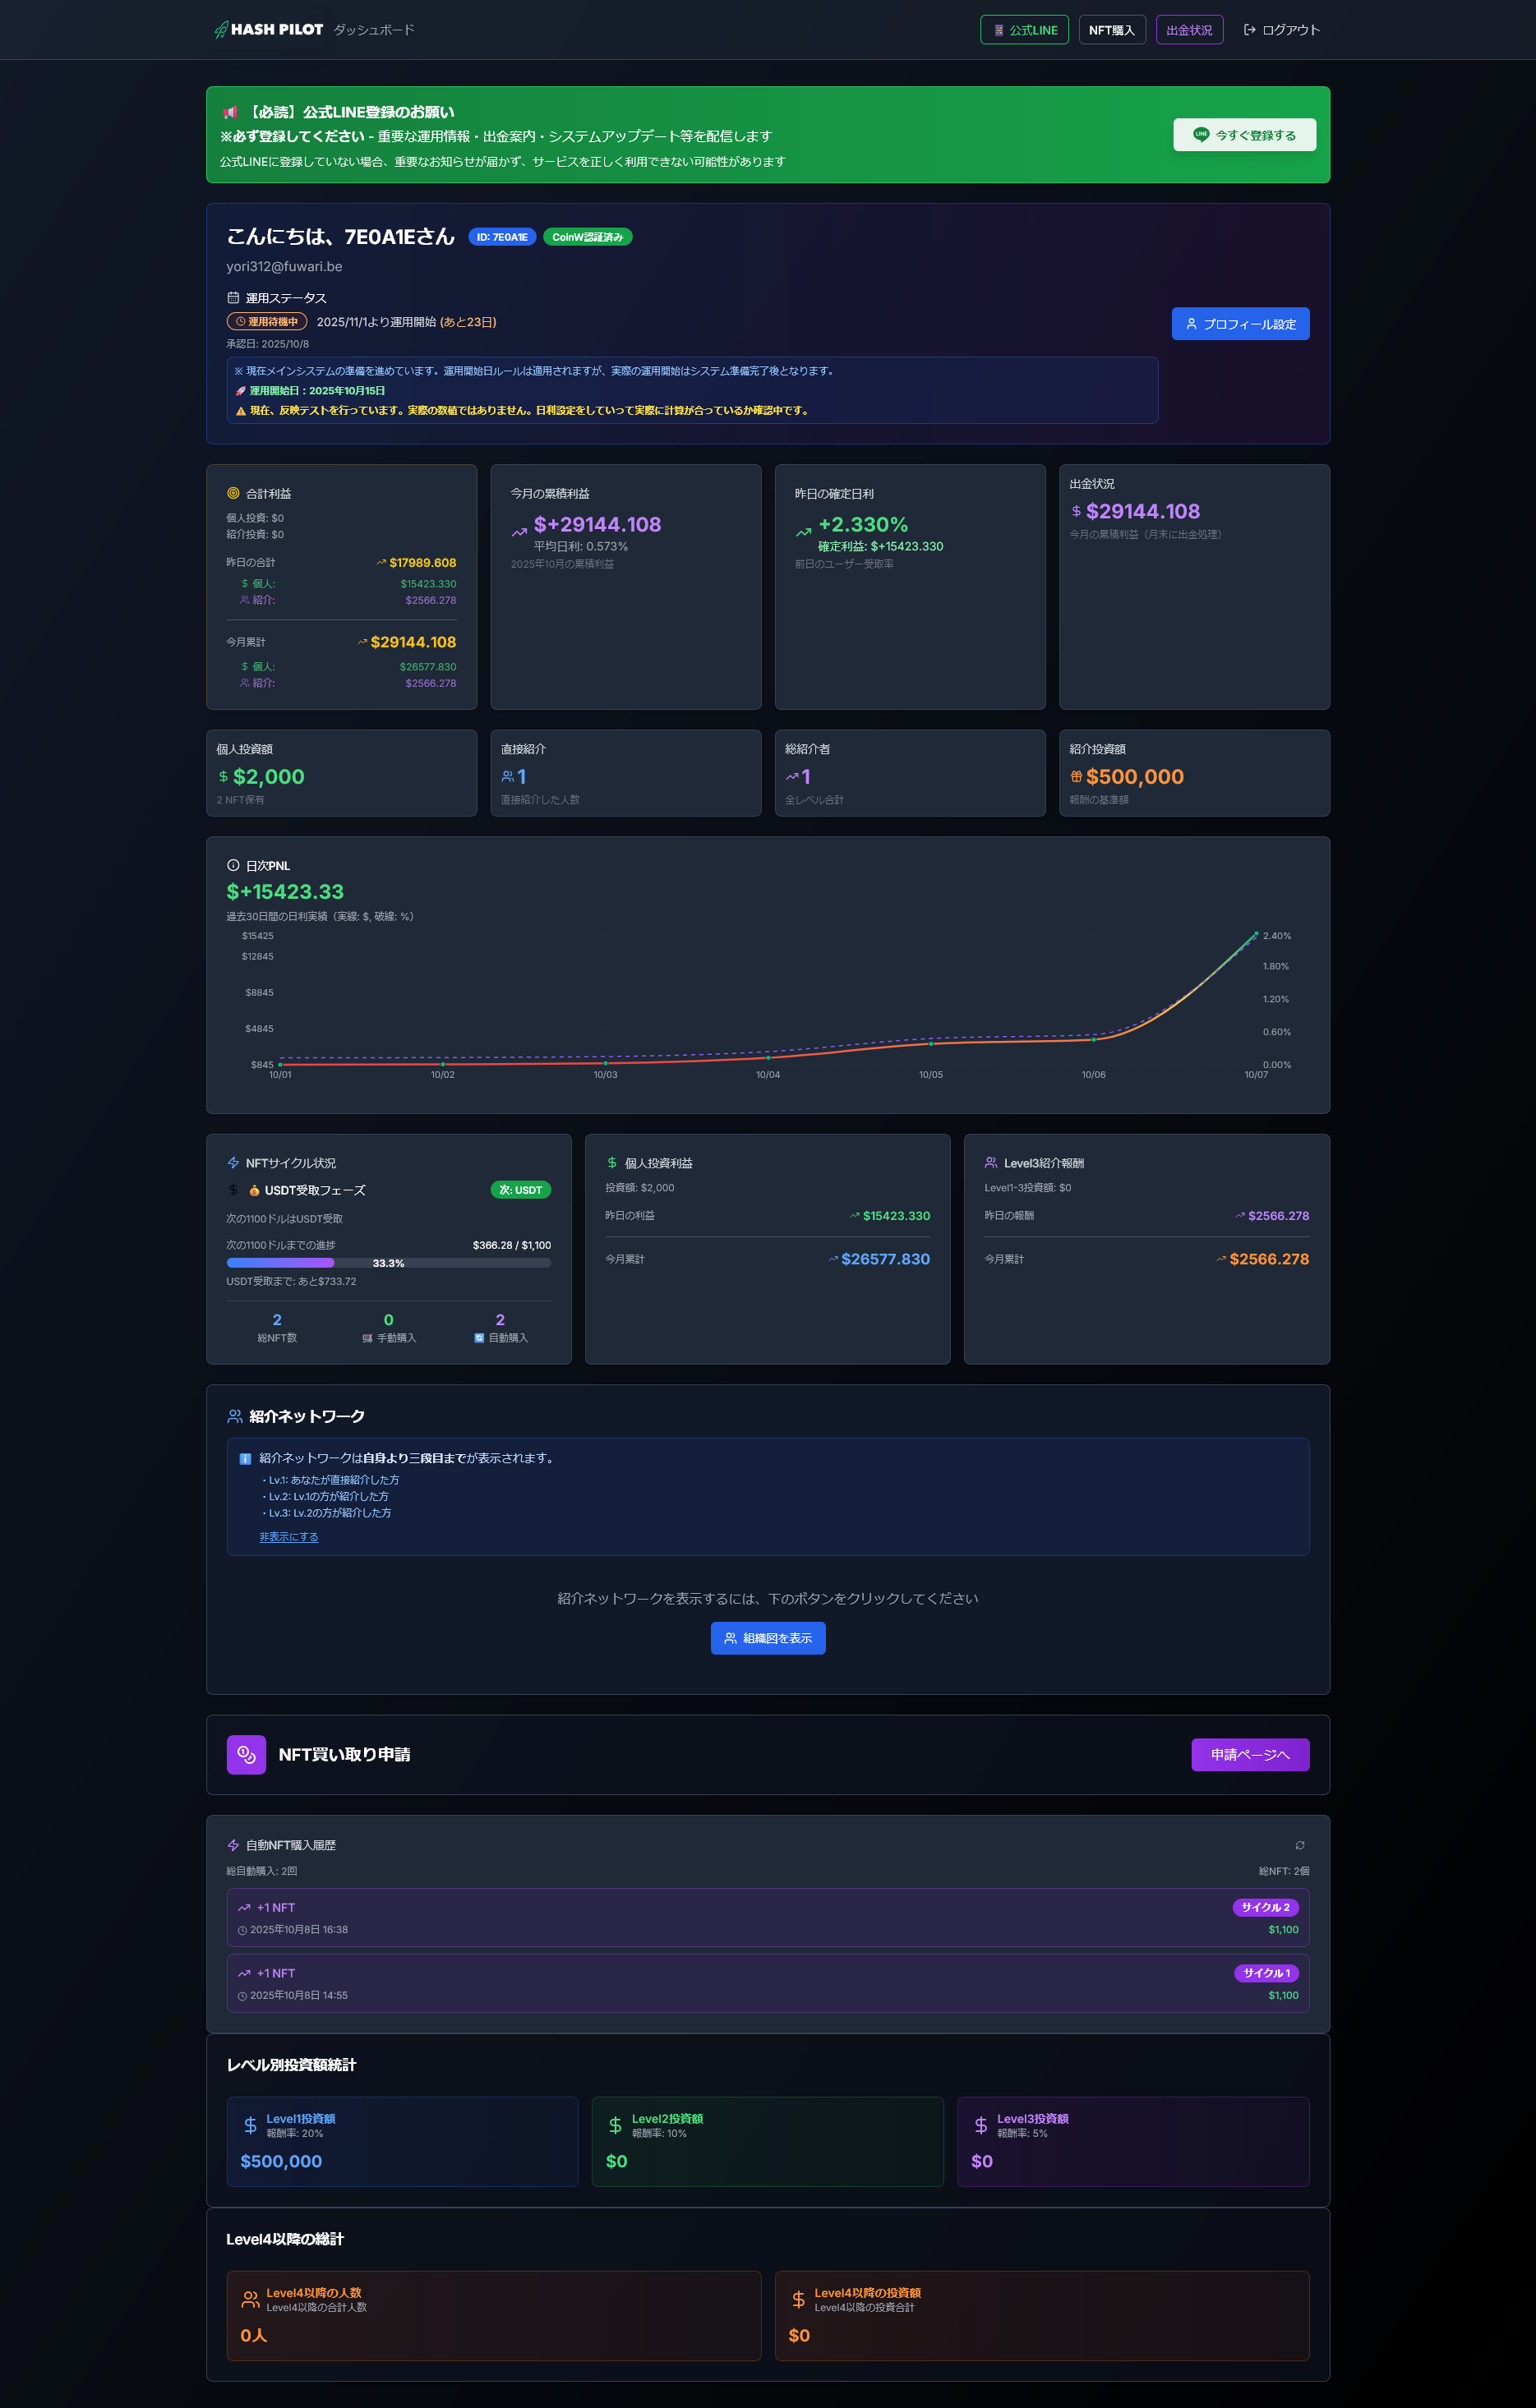 HASH PILOT ダッシュボード 公式LINE NFT購入 出金状況 ログアウト
【必読】公式LINE登録のお願い
※必ず登録してください - 重要な運用情報・出金案内・システムアップデート等を配信します
公式LINEに登録していない場合、重要なお知らせが届かず、サービスを正しく利用できない可能性があります
LINE 今すぐ登録する
こんにちは、7E0A1Eさん ID: 7E0A1E CoinW認証済み
yori312@fuwari.be
運用ステータス
運用待機中 2025/11/1より運用開始 (あと23日)
プロフィール設定
承認日: 2025/10/8
※ 現在メインシステムの準備を進めています。運用開始日ルールは適用されますが、実際の運用開始はシステム準備完了後となります。
🚀 運用開始日：2025年10月15日
⚠️ 現在、反映テストを行っています。実際の数値ではありません。日利設定をしていって実際に計算が合っているか確認中です。
合計利益
個人投資: $0
紹介投資: $0
昨日の合計 $17989.608
個人: $15423.330
紹介: $2566.278
今月累計 $29144.108
個人: $26577.830
紹介: $2566.278
今月の累積利益
$+29144.108
平均日利: 0.573%
2025年10月の累積利益
昨日の確定日利
+2.330%
確定利益: $+15423.330
前日のユーザー受取率
出金状況
$29144.108
今月の累積利益（月末に出金処理）
個人投資額
$2,000
2 NFT保有
直接紹介
1
直接紹介した人数
総紹介者
1
全レベル合計
紹介投資額
$500,000
報酬の基準額
日次PNL
$+15423.33
過去30日間の日利実績（実線: $, 破線: %）
$15425 2.40%
$12845
1.80%
$8845
1.20%
$4845
0.60%
$845 0.00%
10/01 10/02 10/03 10/04 10/05 10/06 10/07
NFTサイクル状況
💰 USDT受取フェーズ 次: USDT
次の1100ドルはUSDT受取
次の1100ドルまでの進捗 $366.28 / $1,100
33.3%
USDT受取まで: あと$733.72
2 0 2
総NFT数 手動購入 自動購入
個人投資利益
投資額: $2,000
昨日の利益 $15423.330
今月累計 $26577.830
Level3紹介報酬
Level1-3投資額: $0
昨日の報酬 $2566.278
今月累計 $2566.278
紹介ネットワーク
ℹ️ 紹介ネットワークは自身より三段目までが表示されます。
・Lv.1: あなたが直接紹介した方
・Lv.2: Lv.1の方が紹介した方
・Lv.3: Lv.2の方が紹介した方
非表示にする
紹介ネットワークを表示するには、下のボタンをクリックしてください
組織図を表示
NFT買い取り申請 申請ページへ
自動NFT購入履歴
総自動購入: 2回 総NFT: 2個
+1 NFT サイクル 2
2025年10月8日 16:38 $1,100
+1 NFT サイクル 1
2025年10月8日 14:55 $1,100
レベル別投資額統計
Level1投資額
報酬率: 20%
$500,000
Level2投資額
報酬率: 10%
$0
Level3投資額
報酬率: 5%
$0
Level4以降の総計
Level4以降の人数
Level4以降の合計人数
0人
Level4以降の投資額
Level4以降の投資合計
$0